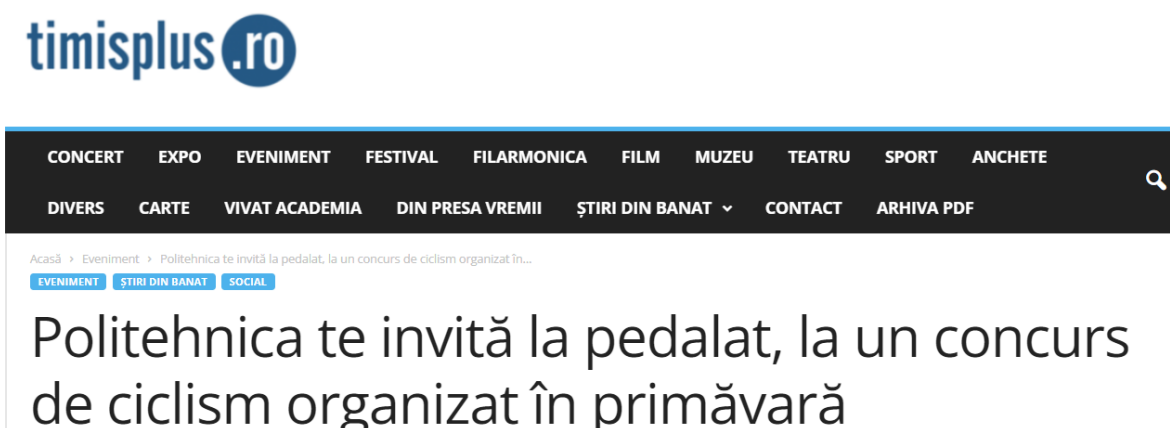 timisplus.ro
CONCERT EXPO EVENIMENT FESTIVAL FILARMONICA FILM MUZEU TEATRU SPORT ANCHETE
DIVERS CARTE VIVAT ACADEMIA DIN PRESA VREMII ȘTIRI DIN BANAT CONTACT ARHIVA PDF
Acasă › Eveniment › Politehnica te invită la pedalat, la un concurs de ciclism organizat în...
EVENIMENT ȘTIRI DIN BANAT SOCIAL
Politehnica te invită la pedalat, la un concurs
de ciclism organizat în primăvară